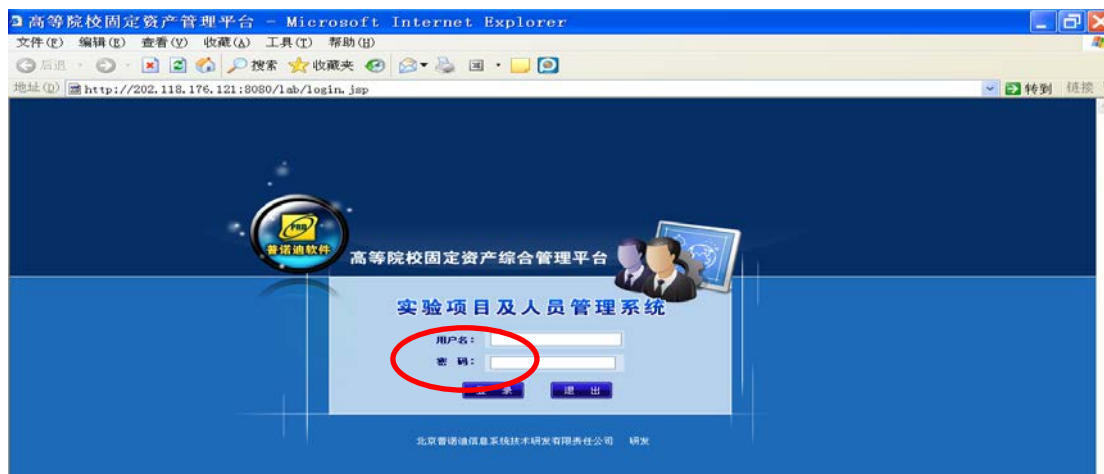 高等院校固定资产管理平台 - Microsoft Internet Explorer
文件(F) 编辑(E) 查看(V) 收藏(A) 工具(T) 帮助(H)
后退 搜索 收藏夹
地址(D) http://202.118.176.121:8080/lab/login.jsp 转到 链接
PRD
普诺迪软件
高等院校固定资产综合管理平台
实验项目及人员管理系统
用户名：
密 码：
登 录 退 出
北京普诺迪信息系统技术研发有限责任公司 研发